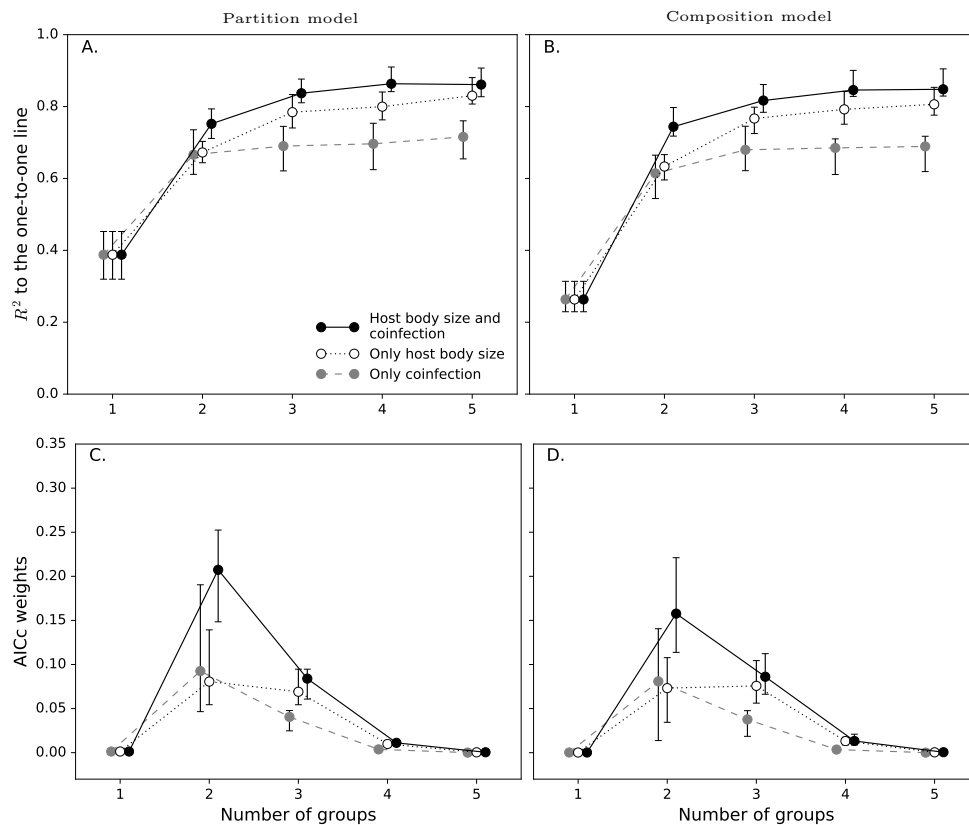 Partition model
Composition model
A.
B.
1.0
0.8
0.6
0.4
0.2
0.0
R² to the one-to-one line
Host body size and
coinfection
Only host body size
Only coinfection
1 2 3 4 5
1 2 3 4 5
C.
D.
0.35
0.30
0.25
0.20
0.15
0.10
0.05
0.00
AICc weights
1 2 3 4 5
1 2 3 4 5
Number of groups
Number of groups